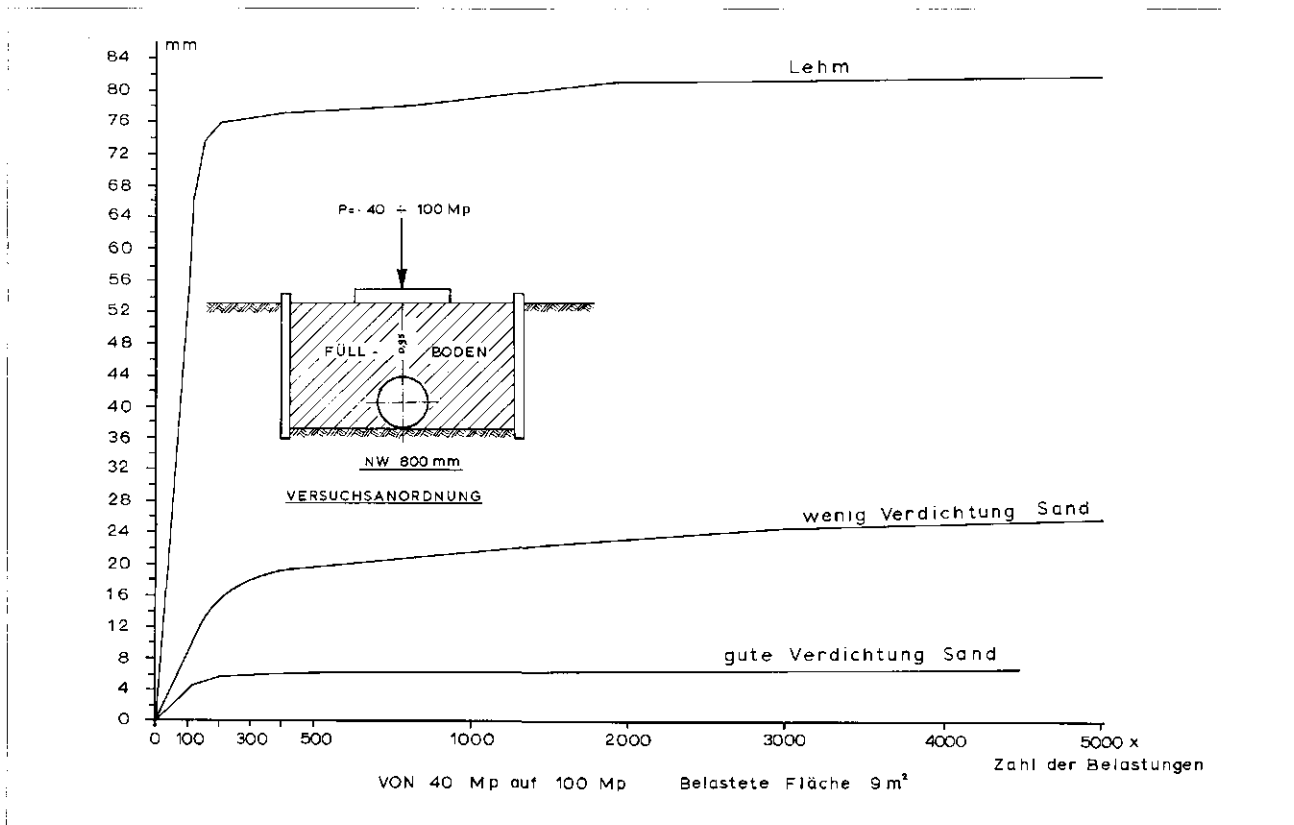 mm
84
80
76
72
68
64
60
56
52
48
44
40
36
32
28
24
20
16
12
8
4
0
Lehm
P=·40 ÷ 100 Mp
FÜLL - 0,95 BODEN
NW 800 mm
VERSUCHSANORDNUNG
wenig Verdichtung Sand
gute Verdichtung Sand
0 100 300 500 1000 2000 3000 4000 5000 x
Zahl der Belastungen
VON 40 Mp auf 100 Mp Belastete Fläche 9 m²